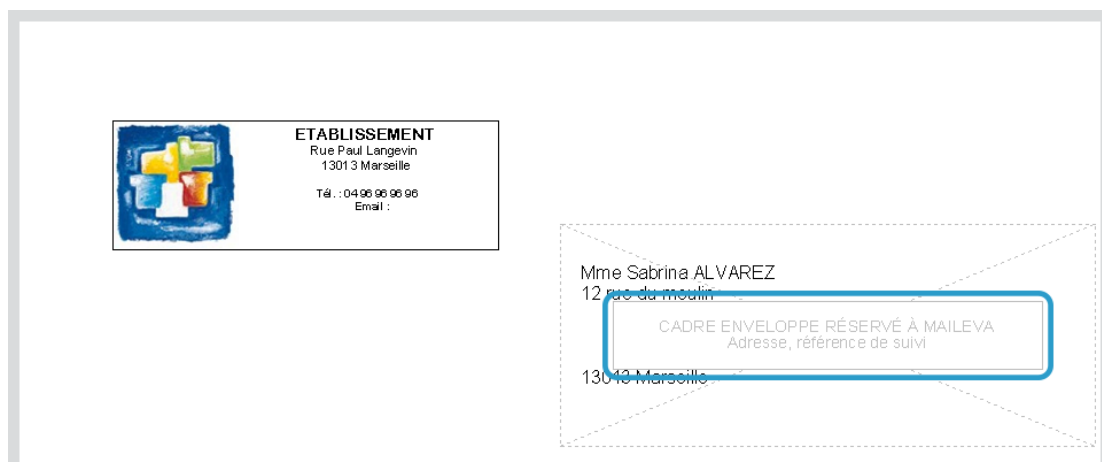 ETABLISSEMENT
Rue Paul Langevin
13013 Marseille
Tél. : 04 96 96 96 96
Email :
Mme Sabrina ALVAREZ
12 rue du moulin
CADRE ENVELOPPE RÉSERVÉ À MAILEVA
Adresse, référence de suivi
13013 Marseille